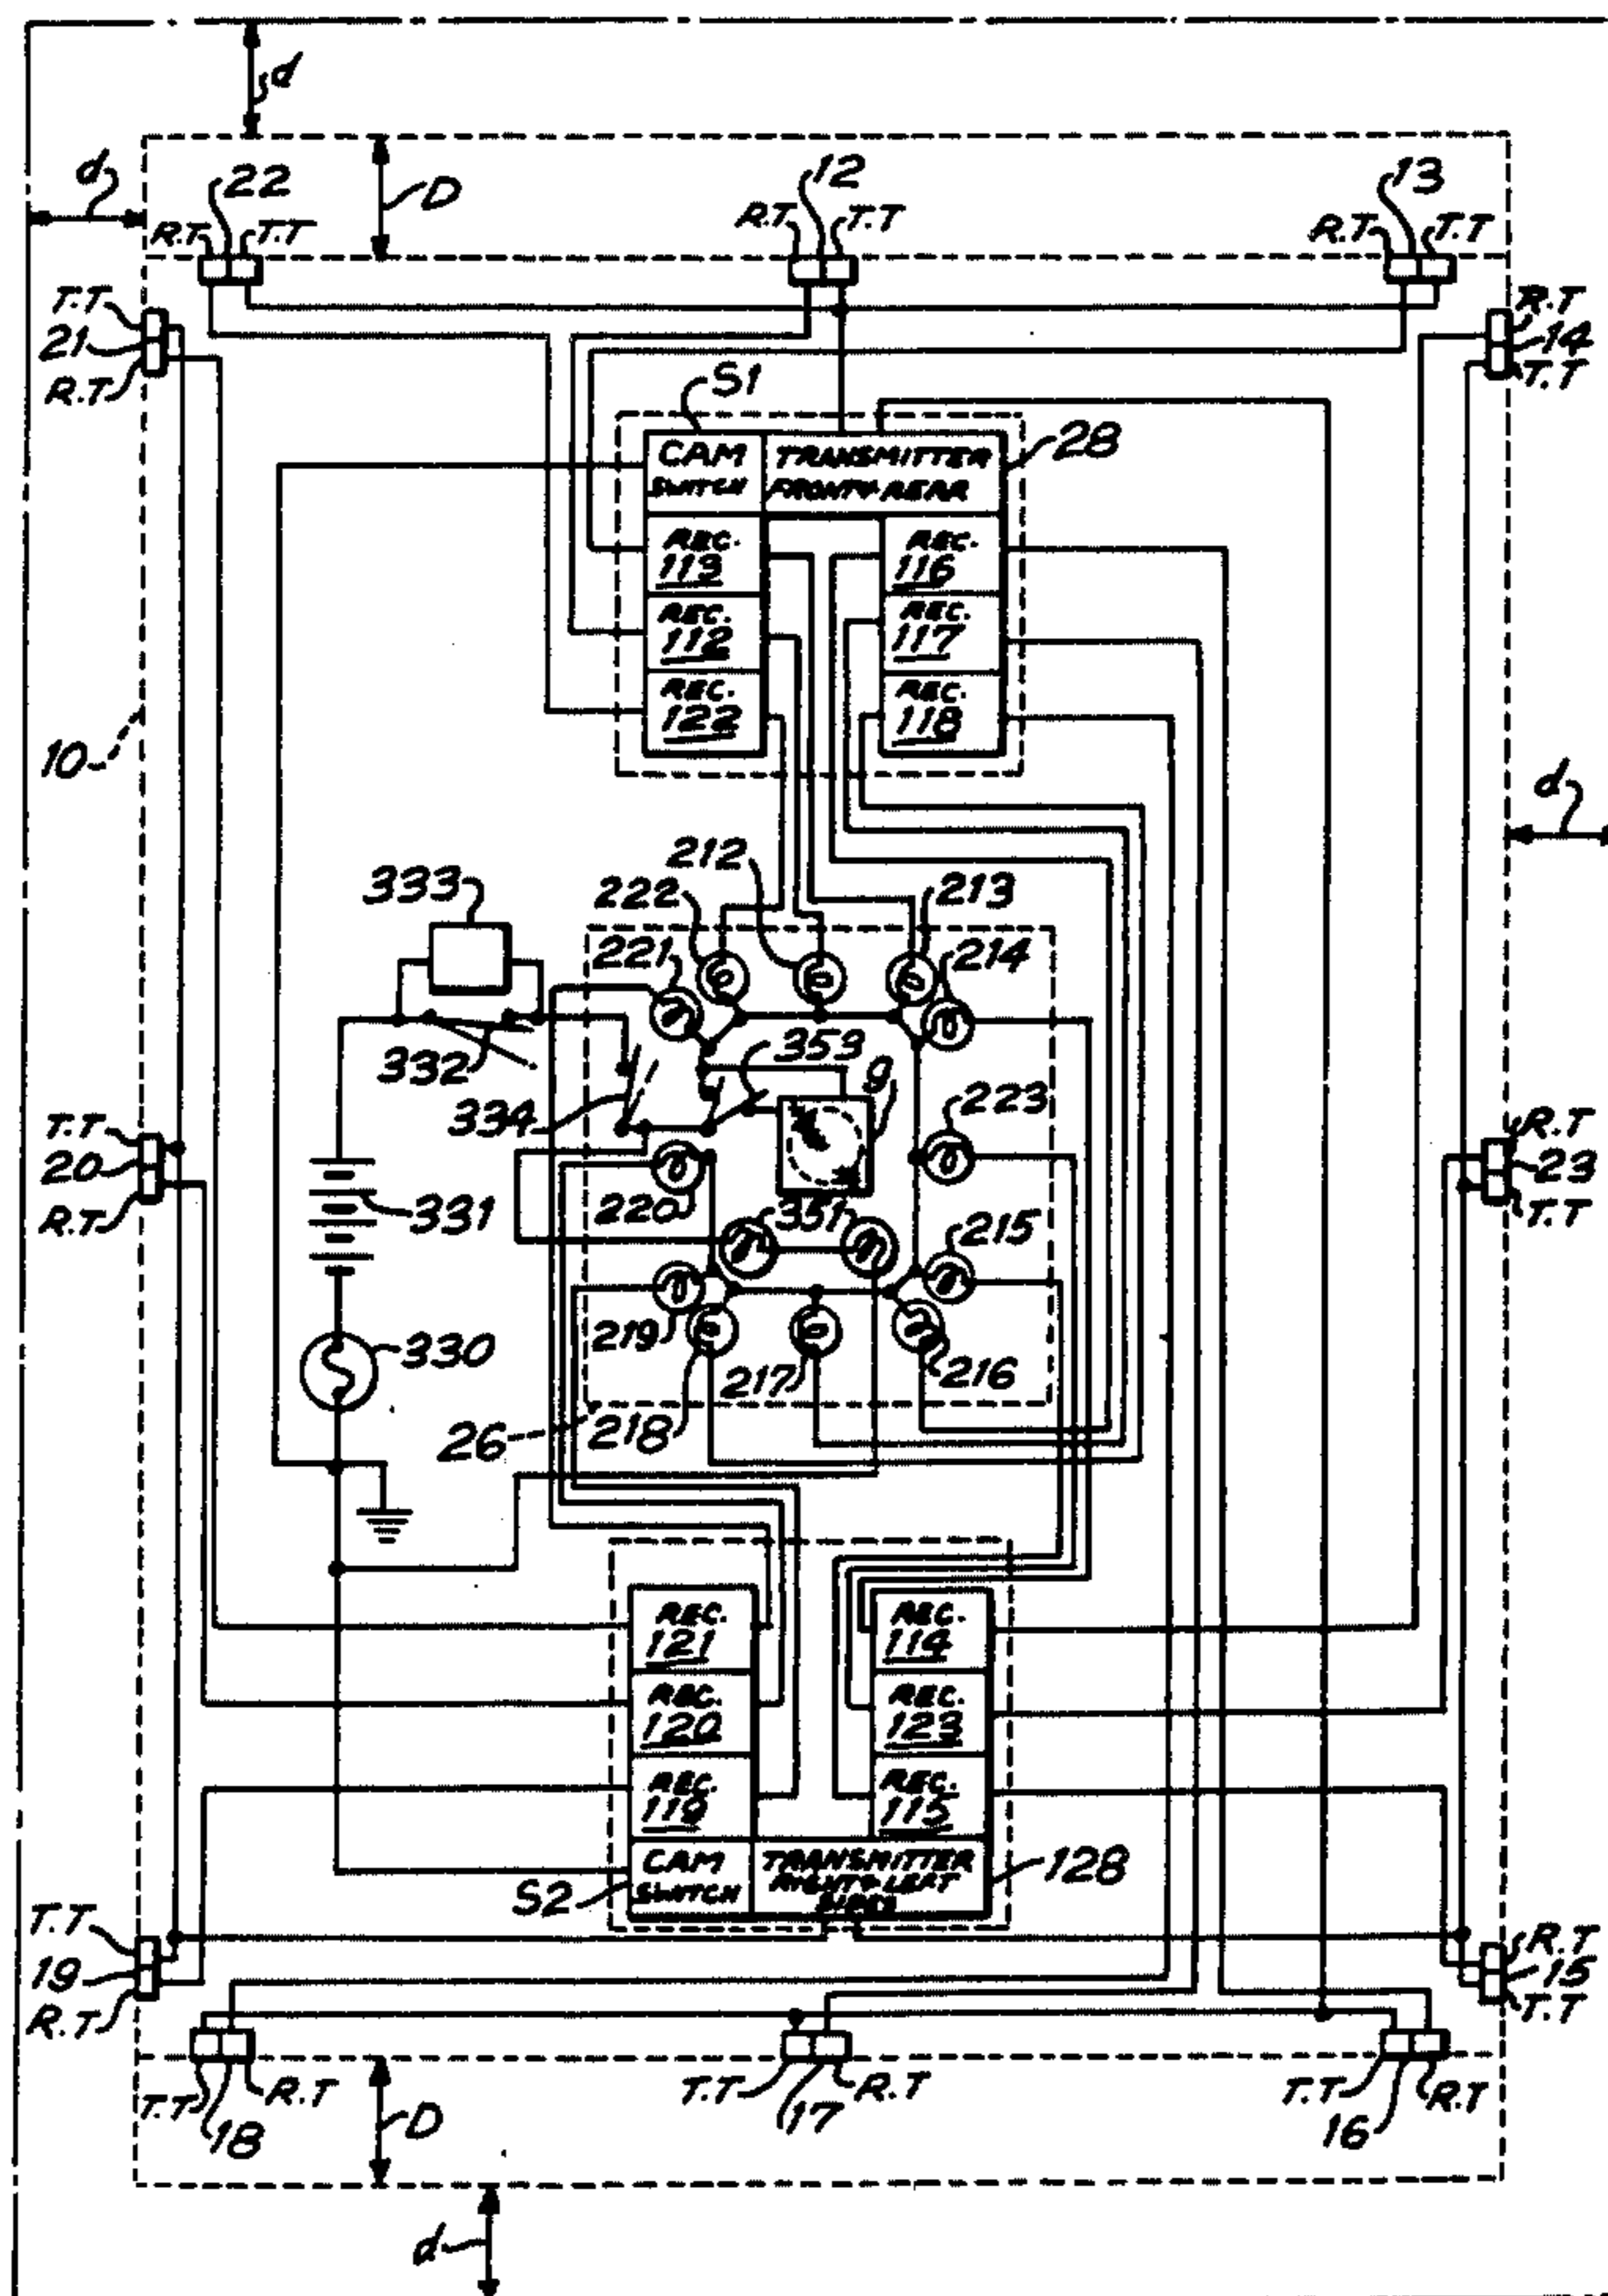 d
d
22
D
12
13
R.T
T.T
R.T
T.T
R.T
T.T
T.T
21
R.T
R.T
14
T.T
S1
28
CAM
SWITCH
TRANSMITTER
FRONT & REAR
REC.
113
REC.
116
REC.
112
REC.
117
REC.
122
REC.
118
10
d
212
333
222
213
221
214
332
353
9
334
223
T.T
20
R.T
R.T
23
T.T
331
220
351
215
330
219
217
216
26
218
REC.
121
REC.
114
REC.
120
REC.
123
REC.
119
REC.
115
CAM
SWITCH
TRANSMITTER
RIGHT & LEFT
SIDES
128
S2
T.T
19
R.T
R.T
15
T.T
T.T
18
R.T
D
T.T
17
R.T
T.T
16
R.T
d